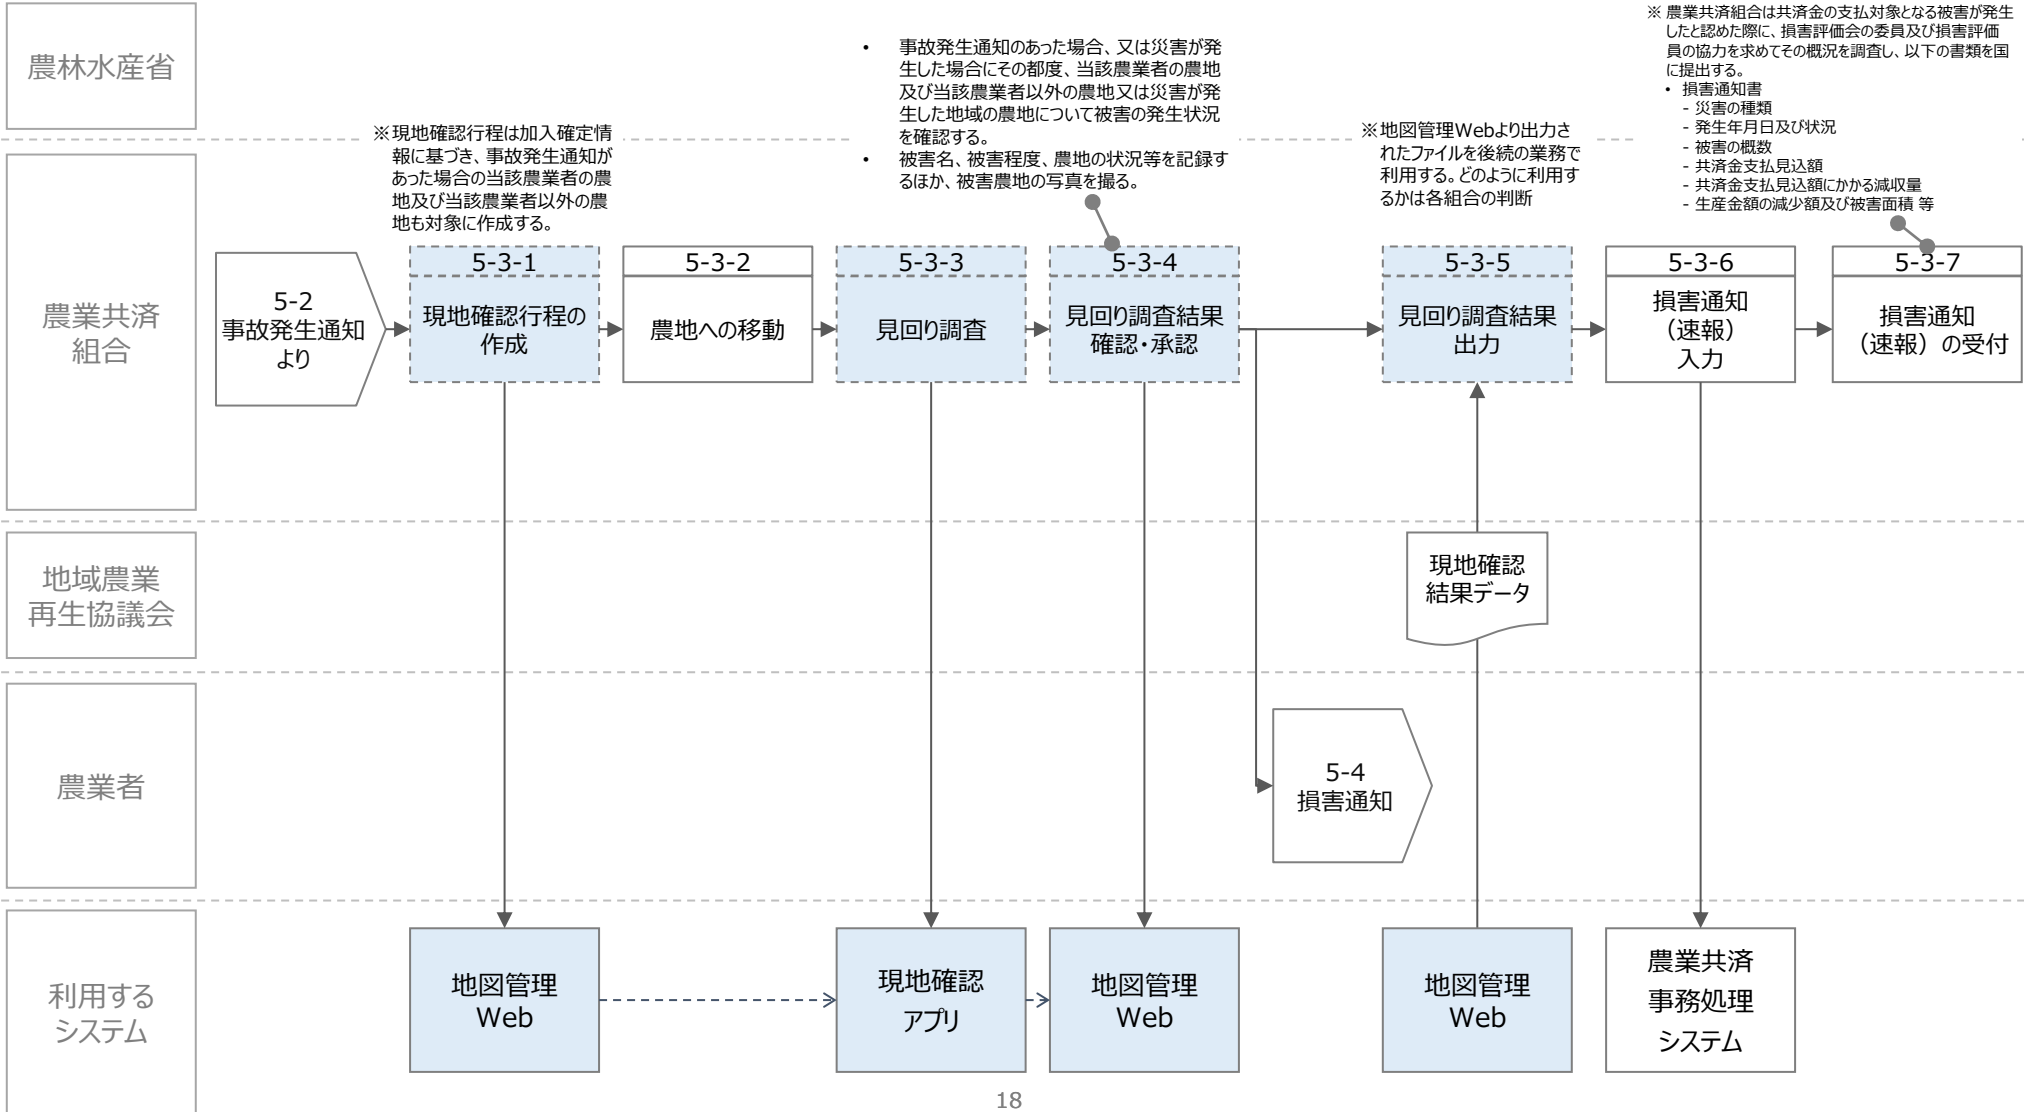 農林水産省
※ 農業共済組合は共済金の支払対象となる被害が発生
したと認めた際に、損害評価会の委員及び損害評価
員の協力を求めてその概況を調査し、以下の書類を国
に提出する。
• 損害通知書
- 災害の種類
- 発生年月日及び状況
- 被害の概数
- 共済金支払見込額
- 共済金支払見込額にかかる減収量
- 生産金額の減少額及び被害面積 等
• 事故発生通知のあった場合、又は災害が発
生した場合にその都度、当該農業者の農地
及び当該農業者以外の農地又は災害が発
生した地域の農地について被害の発生状況
を確認する。
• 被害名、被害程度、農地の状況等を記録す
るほか、被害農地の写真を撮る。
※現地確認行程は加入確定情
報に基づき、事故発生通知が
あった場合の当該農業者の農
地及び当該農業者以外の農
地も対象に作成する。
※地図管理Webより出力さ
れたファイルを後続の業務で
利用する。どのように利用す
るかは各組合の判断
農業共済
組合
5-2
事故発生通知
より
5-3-1
現地確認行程の
作成
5-3-2
農地への移動
5-3-3
見回り調査
5-3-4
見回り調査結果
確認・承認
5-3-5
見回り調査結果
出力
5-3-6
損害通知
（速報）
入力
5-3-7
損害通知
（速報）の受付
地域農業
再生協議会
現地確認
結果データ
農業者
5-4
損害通知
利用する
システム
地図管理
Web
現地確認
アプリ
地図管理
Web
地図管理
Web
農業共済
事務処理
システム
18